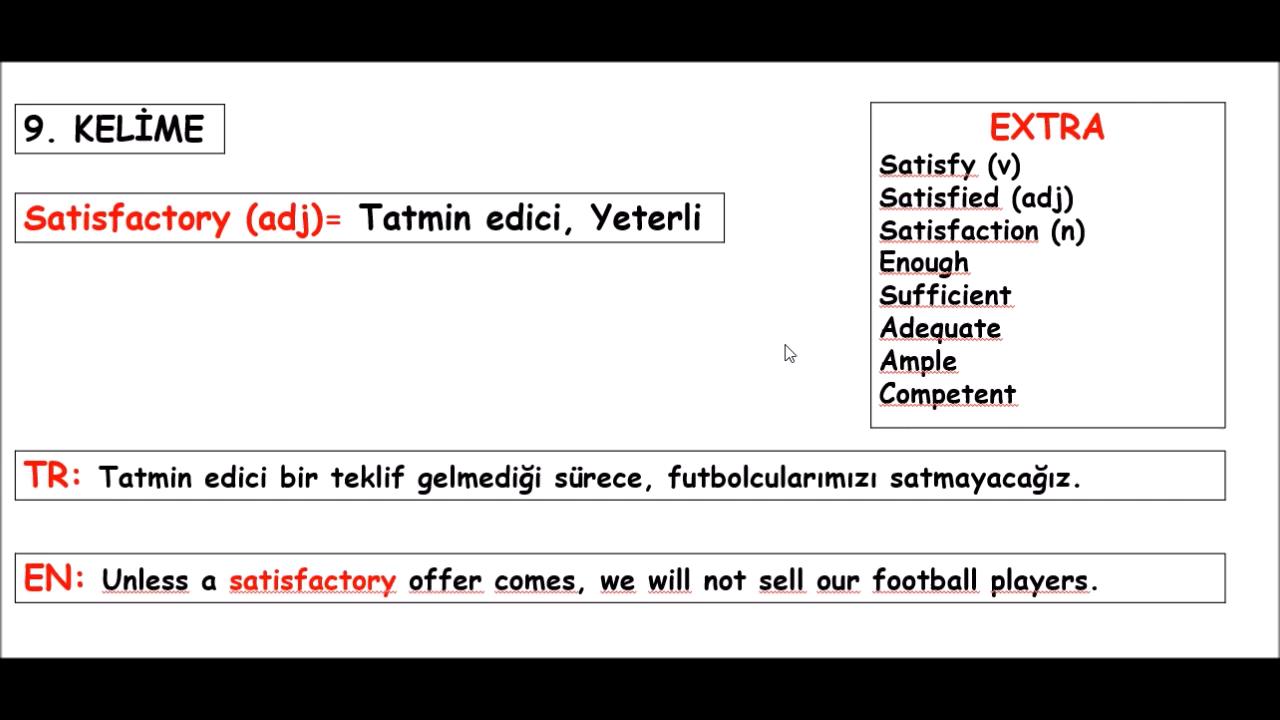 9. KELİME
Satisfactory (adj)= Tatmin edici, Yeterli
EXTRA
Satisfy (v)
Satisfied (adj)
Satisfaction (n)
Enough
Sufficient
Adequate
Ample
Competent
TR: Tatmin edici bir teklif gelmediği sürece, futbolcularımızı satmayacağız.
EN: Unless a satisfactory offer comes, we will not sell our football players.